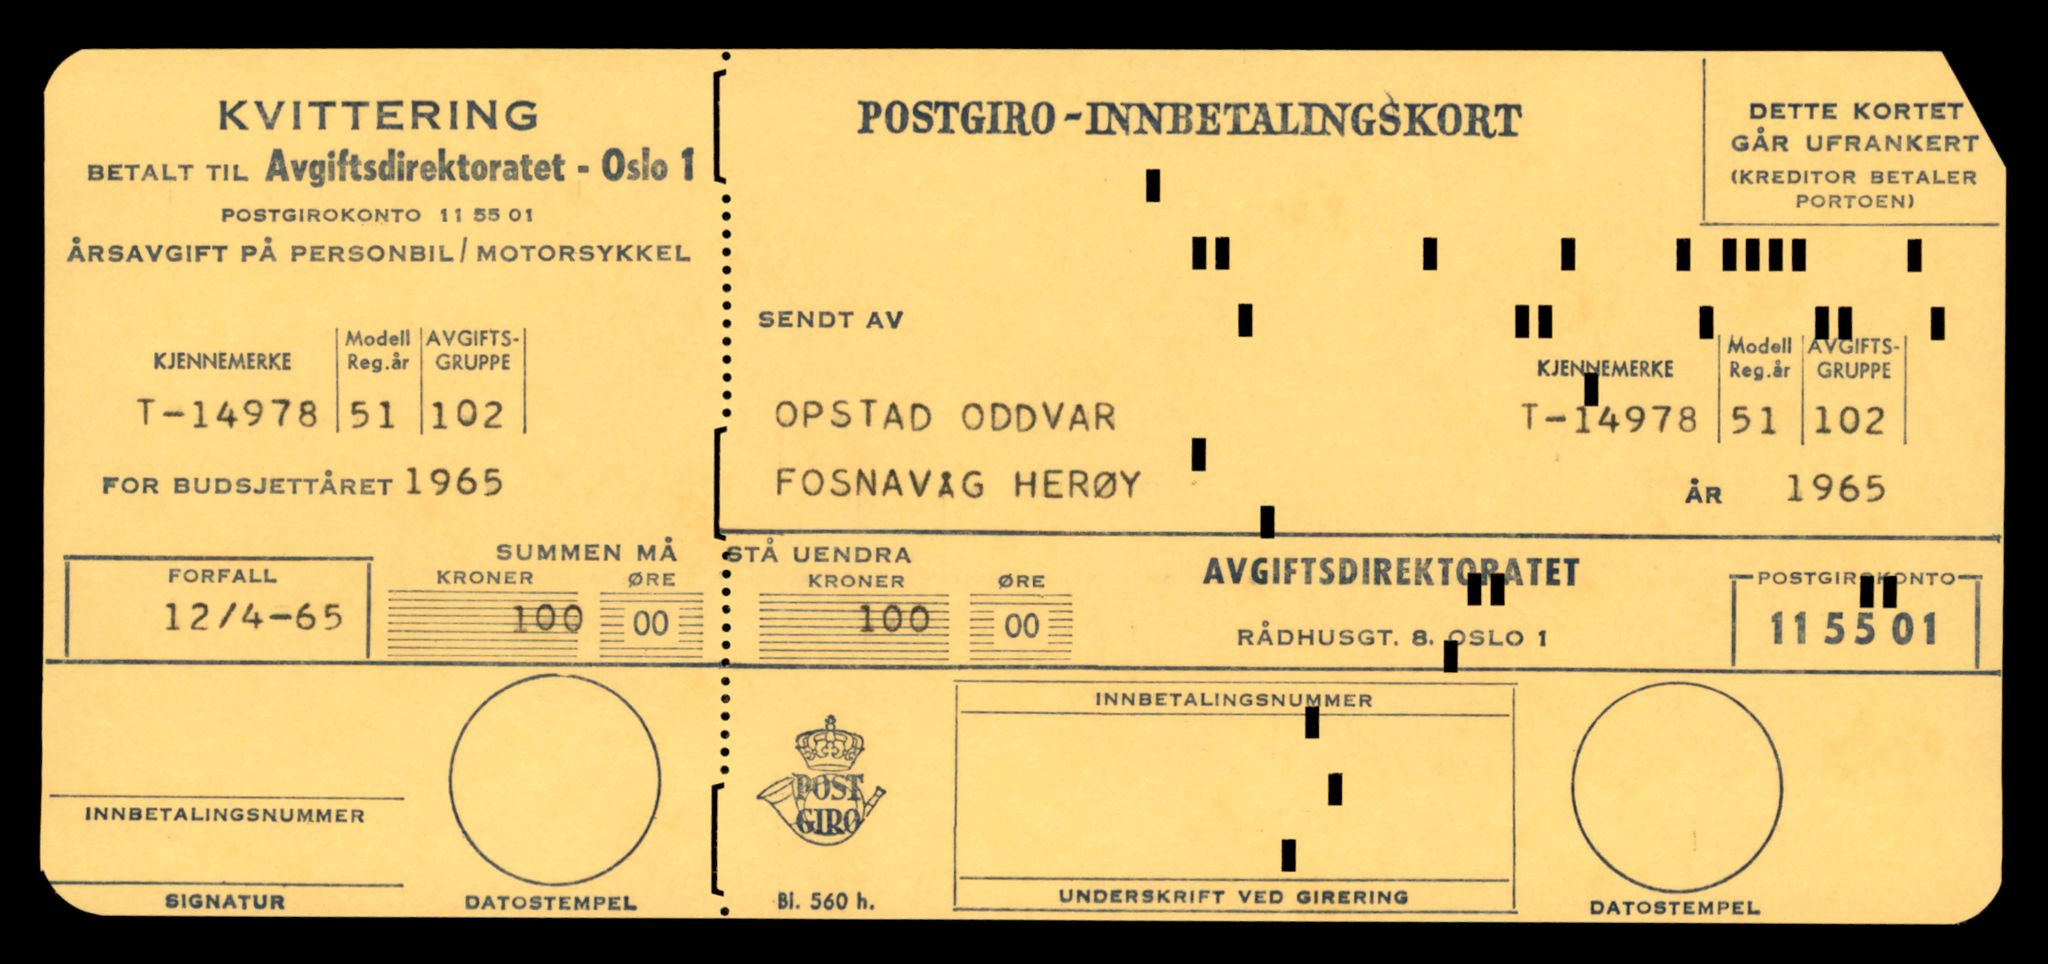 KVITTERING
BETALT TIL Avgiftsdirektoratet - Oslo 1
POSTGIROKONTO 11 55 01
ÅRSAVGIFT PÅ PERSONBIL/MOTORSYKKEL
KJENNEMERKE
Modell Reg.år
AVGIFTS- GRUPPE
T-14978 51 102
FOR BUDSJETTÅRET 1965
SUMMEN MÅ STÅ UENDRA
FORFALL
12/4-65
KRONER ØRE
100 00
INNBETALINGSNUMMER
SIGNATUR
DATOSTEMPEL
POSTGIRO-INNBETALINGSKORT
DETTE KORTET
GÅR UFRANKERT
(KREDITOR BETALER
PORTOEN)
SENDT AV
KJENNEMERKE
Modell Reg.år
AVGIFTS- GRUPPE
OPSTAD ODDVAR
T-14978 51 102
FOSNAVÅG HERØY
ÅR 1965
KRONER ØRE
100 00
AVGIFTSDIREKTORATET
RÅDHUSGT. 8. OSLO 1
POSTGIROKONTO
11 55 01
POST
GIRO
Bl. 560 h.
INNBETALINGSNUMMER
UNDERSKRIFT VED GIRERING
DATOSTEMPEL